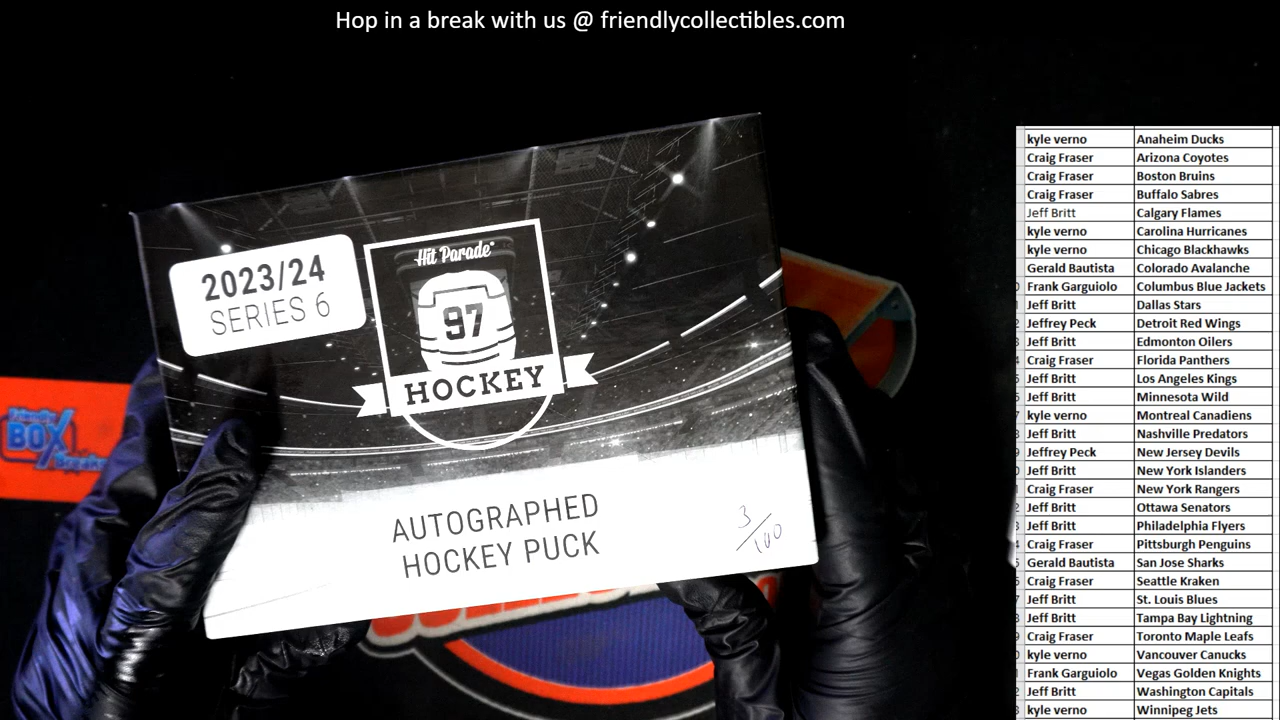 Hop in a break with us @ friendlycollectibles.com
2023/24
SERIES 6
Hit Parade
97
HOCKEY
AUTOGRAPHED
HOCKEY PUCK
3/100
Friendly
BOX
Breaks
kyle verno Anaheim Ducks
Craig Fraser Arizona Coyotes
Craig Fraser Boston Bruins
Craig Fraser Buffalo Sabres
Jeff Britt Calgary Flames
kyle verno Carolina Hurricanes
kyle verno Chicago Blackhawks
Gerald Bautista Colorado Avalanche
Frank Garguiolo Columbus Blue Jackets
Jeff Britt Dallas Stars
Jeffrey Peck Detroit Red Wings
Jeff Britt Edmonton Oilers
Craig Fraser Florida Panthers
Jeff Britt Los Angeles Kings
Jeff Britt Minnesota Wild
kyle verno Montreal Canadiens
Jeff Britt Nashville Predators
Jeffrey Peck New Jersey Devils
Jeff Britt New York Islanders
Craig Fraser New York Rangers
Jeff Britt Ottawa Senators
Jeff Britt Philadelphia Flyers
Craig Fraser Pittsburgh Penguins
Gerald Bautista San Jose Sharks
Craig Fraser Seattle Kraken
Jeff Britt St. Louis Blues
Jeff Britt Tampa Bay Lightning
Craig Fraser Toronto Maple Leafs
kyle verno Vancouver Canucks
Frank Garguiolo Vegas Golden Knights
Jeff Britt Washington Capitals
kyle verno Winnipeg Jets